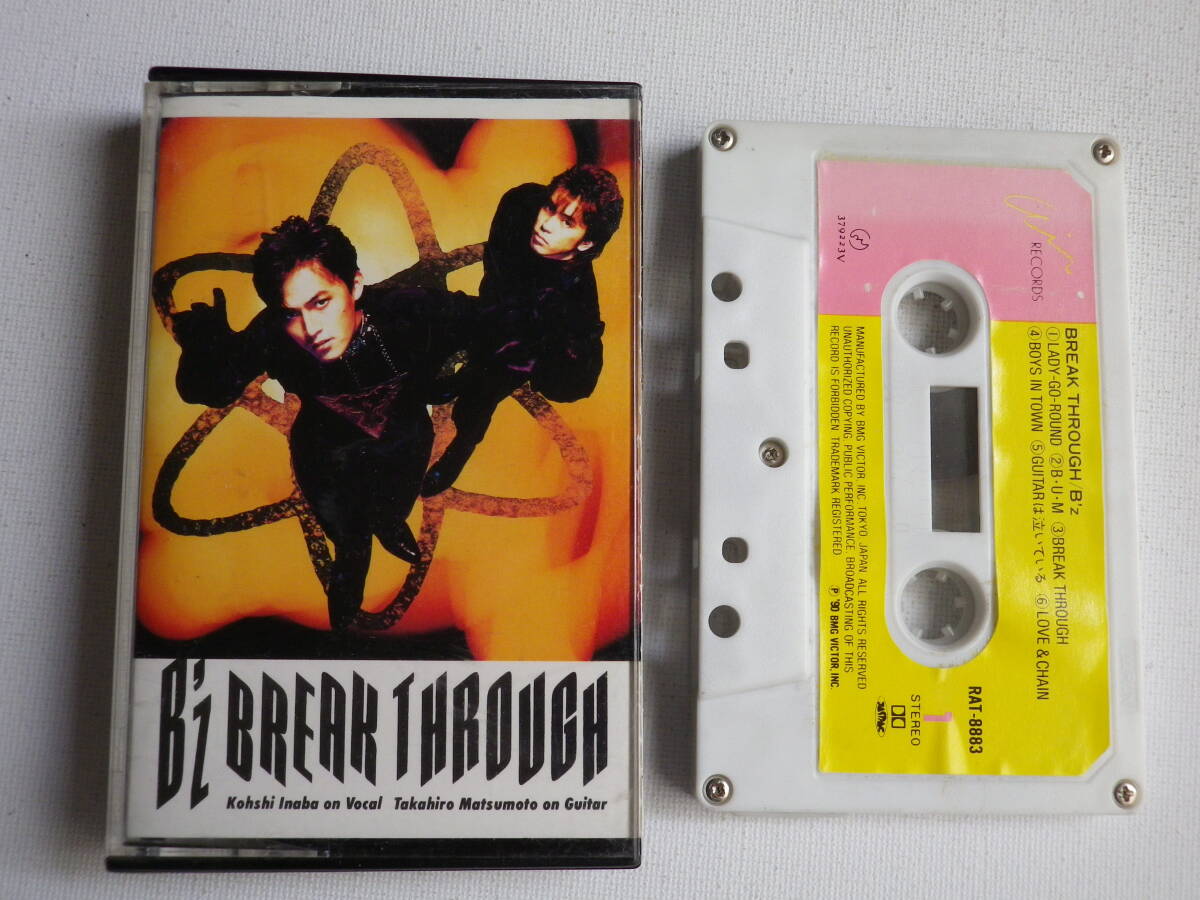 B'z BREAK THROUGH
Kohshi Inaba on Vocal Takahiro Matsumoto on Guitar
RECORDS
379223V
BREAK THROUGH/B'z
①LADY-GO-ROUND ②B・U・M ③BREAK THROUGH
④BOYS IN TOWN ⑤GUITARは泣いている ⑥LOVE & CHAIN
MANUFACTURED BY BMG VICTOR, INC. TOKYO, JAPAN. ALL RIGHTS RESERVED
UNAUTHORIZED COPYING, PUBLIC PERFORMANCE, BROADCASTING OF THIS
RECORD IS FORBIDDEN. TRADEMARK REGISTERED Ⓟ '90 BMG VICTOR, INC.
RAT-8883
STEREO
1